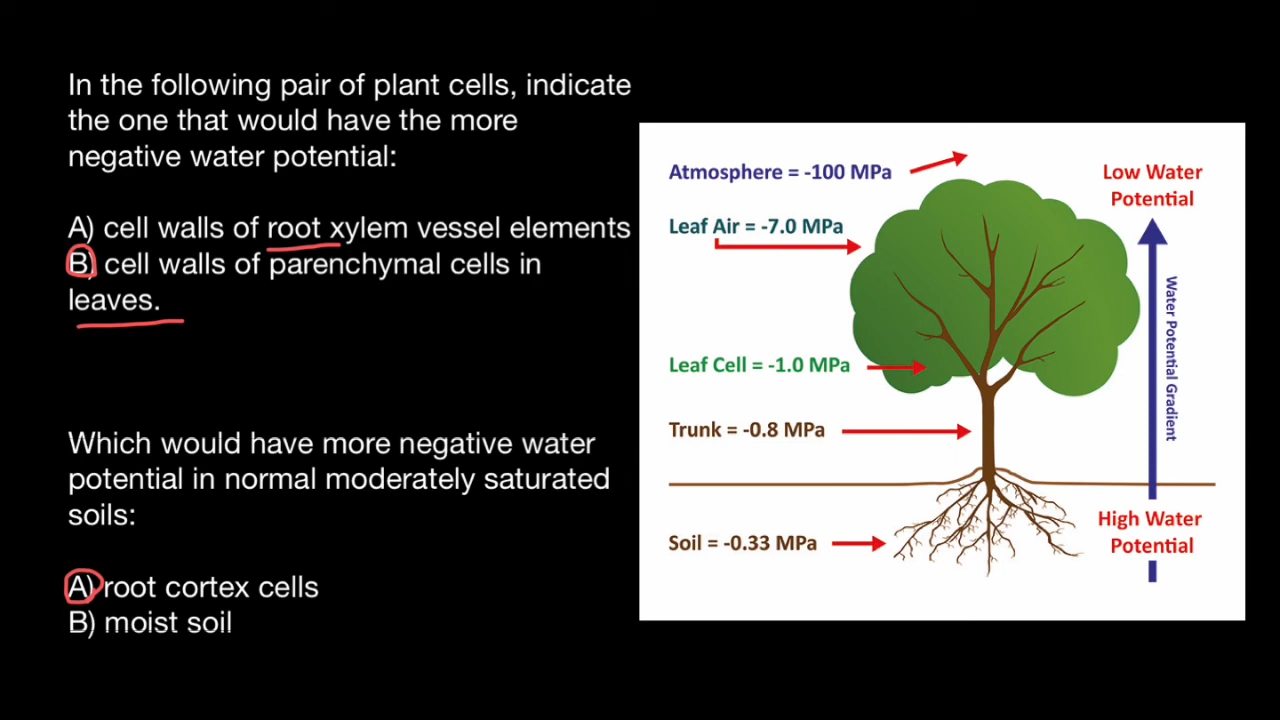 In the following pair of plant cells, indicate
the one that would have the more
negative water potential:
A) cell walls of root xylem vessel elements
B) cell walls of parenchymal cells in
leaves.
Which would have more negative water
potential in normal moderately saturated
soils:
A) root cortex cells
B) moist soil
Atmosphere = -100 MPa
Leaf Air = -7.0 MPa
Leaf Cell = -1.0 MPa
Trunk = -0.8 MPa
Soil = -0.33 MPa
Low Water
Potential
Water Potential Gradient
High Water
Potential